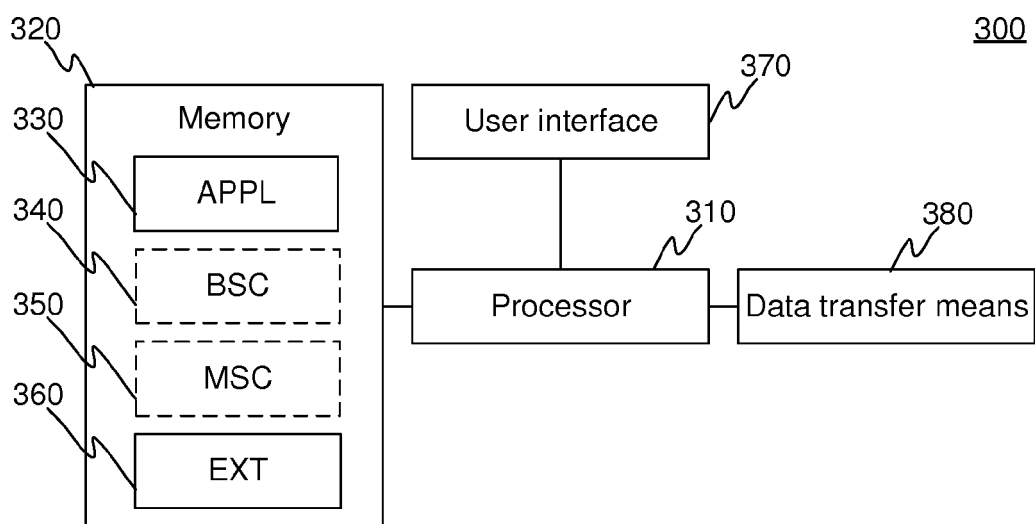 320
300
370
330
Memory
User interface
APPL
340
310
380
BSC
350
Processor
Data transfer means
MSC
360
EXT